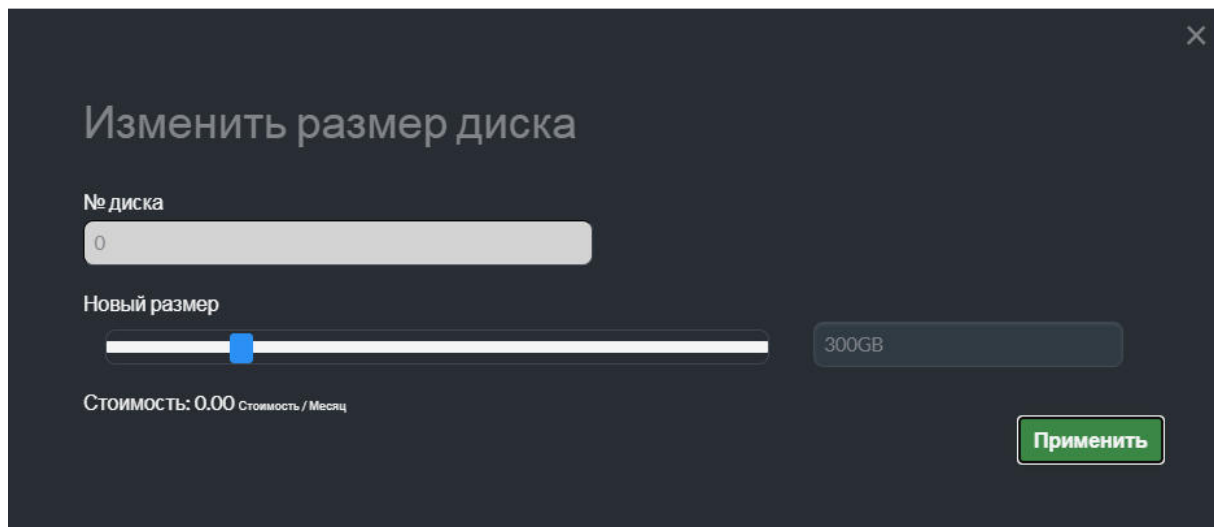 Изменить размер диска
№ диска
0
Новый размер
300GB
Стоимость: 0.00 Стоимость / Месяц
Применить